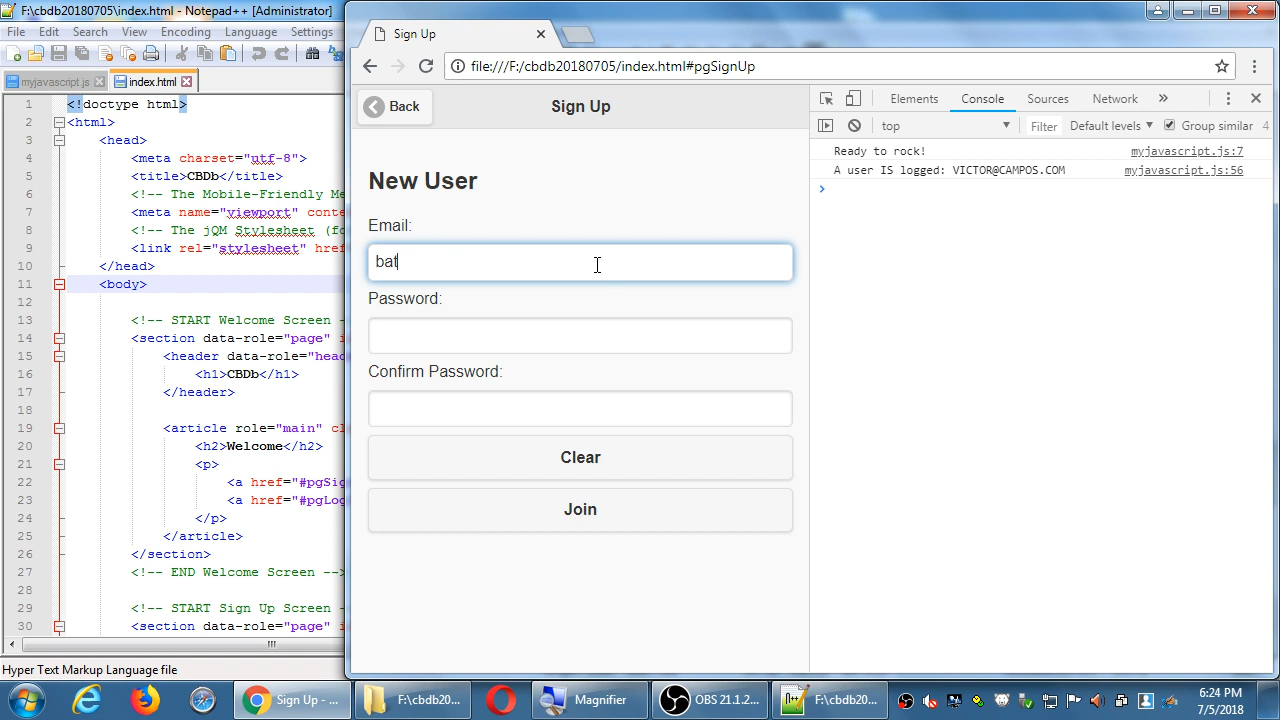 F:\cbdb20180705\index.html - Notepad++ [Administrator]
File Edit Search View Encoding Language Settings
myjavascript.js
index.html
1 <!doctype html>
2 <html>
3 <head>
4 <meta charset="utf-8">
5 <title>CBDb</title>
6 <!-- The Mobile-Friendly Me
7 <meta name="viewport" conte
8 <!-- The jQM Stylesheet (fo
9 <link rel="stylesheet" href
10 </head>
11 <body>
12
13 <!-- START Welcome Screen -
14 <section data-role="page" i
15 <header data-role="head
16 <h1>CBDb</h1>
17 </header>
18
19 <article role="main" cl
20 <h2>Welcome</h2>
21 <p>
22 <a href="#pgSig
23 <a href="#pgLog
24 </p>
25 </article>
26 </section>
27 <!-- END Welcome Screen -->
28
29 <!-- START Sign Up Screen -
30 <section data-role="page" i
Hyper Text Markup Language file
Sign Up
file:///F:/cbdb20180705/index.html#pgSignUp
Back
Sign Up
New User
Email:
bat
Password:
Confirm Password:
Clear
Join
Elements Console Sources Network »
top Filter Default levels Group similar 4
Ready to rock! myjavascript.js:7
A user IS logged: VICTOR@CAMPOS.COM myjavascript.js:56
Sign Up - ...
F:\cbdb20...
Magnifier
OBS 21.1.2...
F:\cbdb20...
6:24 PM
7/5/2018